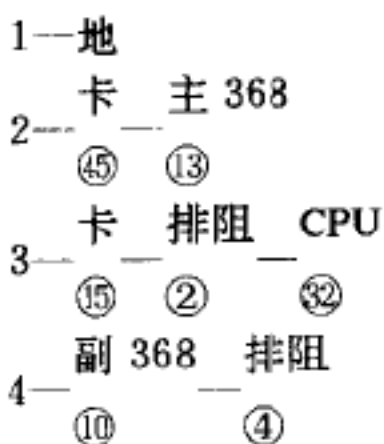 1—地
卡 主 368
2— —
㊺ ⑬
卡 排阻 CPU
3— — —
⑮ ② ㉜
副 368 排阻
4— —
⑩ ④